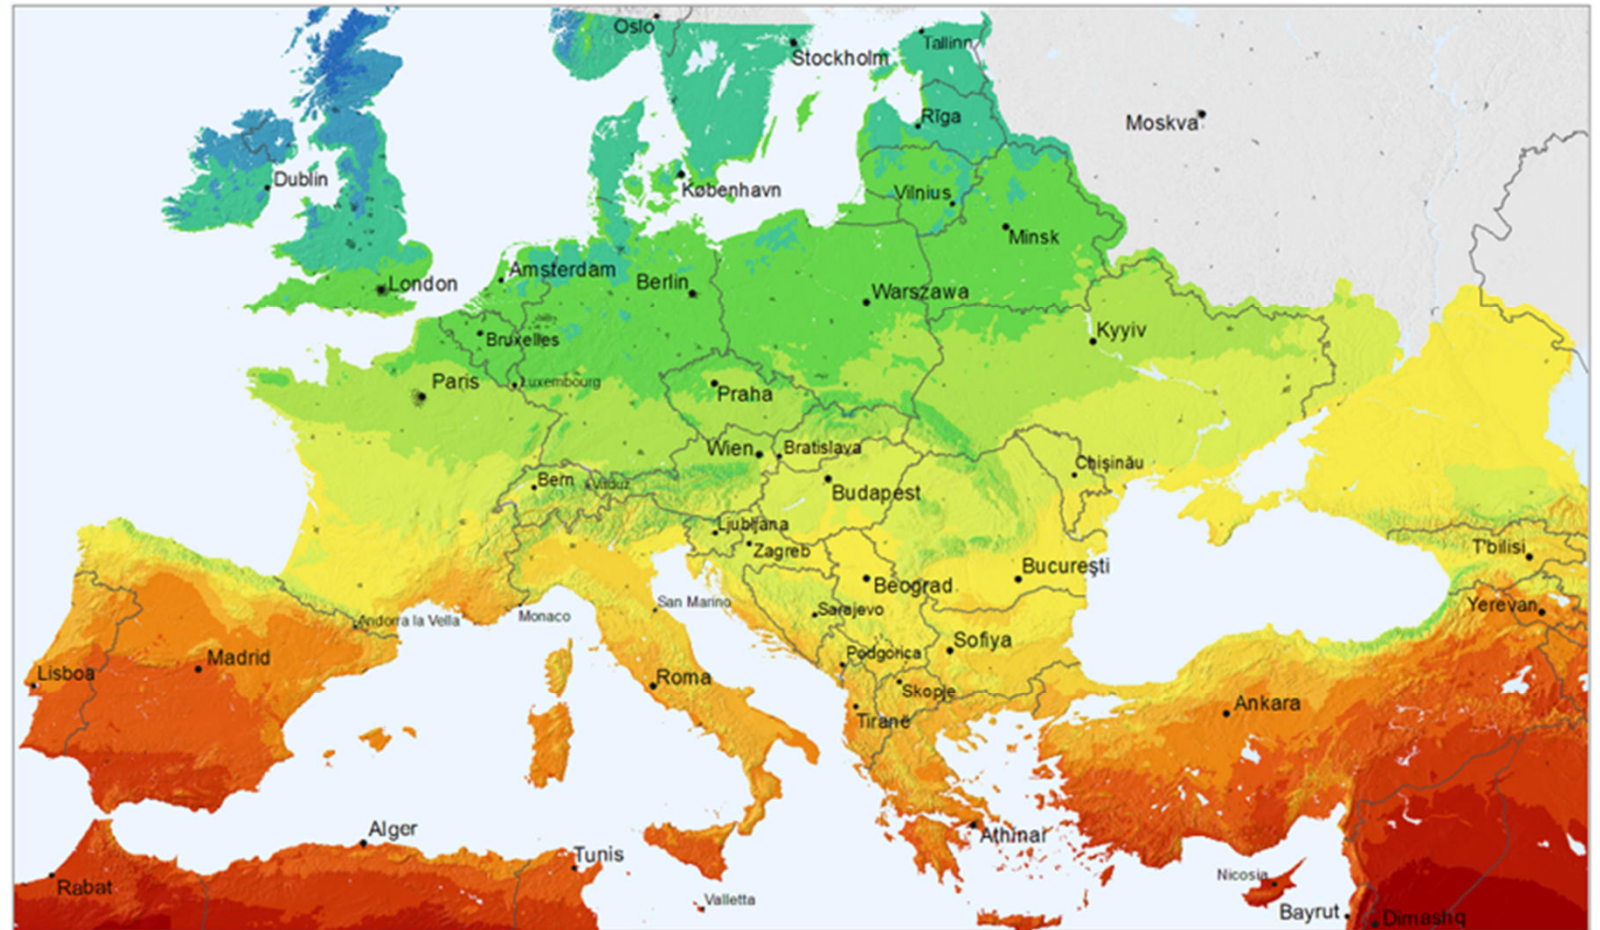 Oslo
Stockholm
Tallinn
Rīga
Moskva
Dublin
København
Vilnius
Minsk
London
Amsterdam
Berlin
Warszawa
Bruxelles
Kyyiv
Paris
Luxembourg
Praha
Wien
Bratislava
Bern
Vaduz
Budapest
Chişinău
Ljubljana
Zagreb
T'bilisi
Bucureşti
Beograd
Andorra la Vella
Monaco
San Marino
Sarajevo
Yerevan
Lisboa
Madrid
Roma
Podgorica
Sofiya
Skopje
Tiranë
Ankara
Alger
Tunis
Athinai
Rabat
Valletta
Nicosia
Bayrut
Dimashq